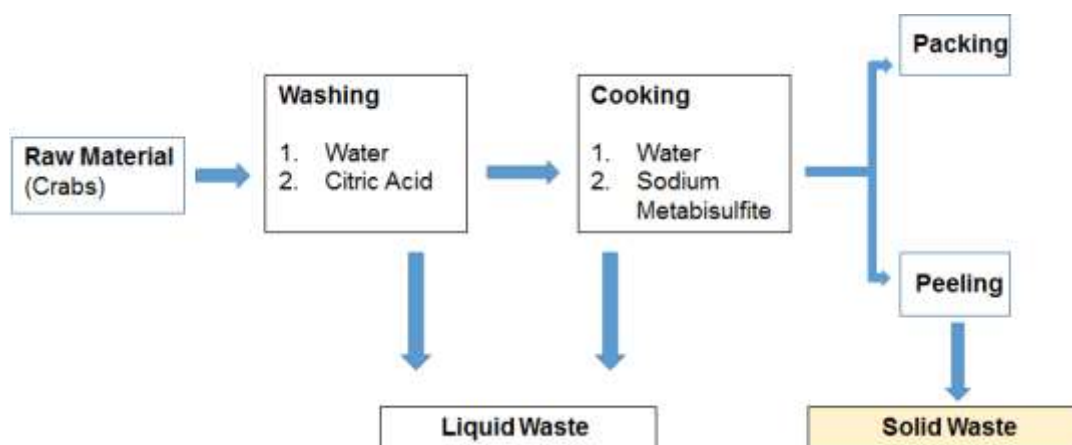 Raw Material
(Crabs)
Washing
1. Water
2. Citric Acid
Cooking
1. Water
2. Sodium
Metabisulfite
Packing
Peeling
Liquid Waste
Solid Waste